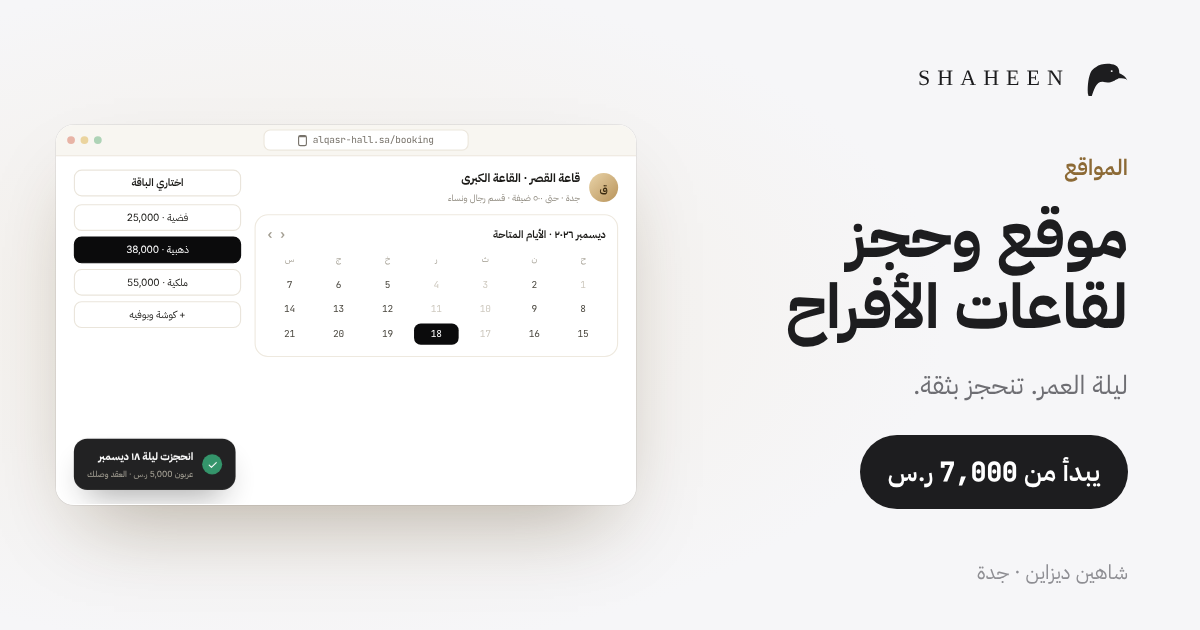 SHAHEEN
المواقع
موقع وحجز
لقاعات الأفراح
ليلة العمر. تنحجز بثقة.
يبدأ من 7,000 ر.س
شاهين ديزاين · جدة
alqasr-hall.sa/booking
ق
قاعة القصر · القاعة الكبرى
جدة · حتى ٥٠٠ ضيفة · قسم رجال ونساء
ديسمبر ٢٠٢٦ · الأيام المتاحة
ح ن ث ر خ ج س
1 2 3 4 5 6 7
8 9 10 11 12 13 14
15 16 17 18 19 20 21
اختاري الباقة
فضية · 25,000
ذهبية · 38,000
ملكية · 55,000
+ كوشة وبوفيه
انحجزت ليلة ١٨ ديسمبر
عربون 5,000 ر.س · العقد وصلك